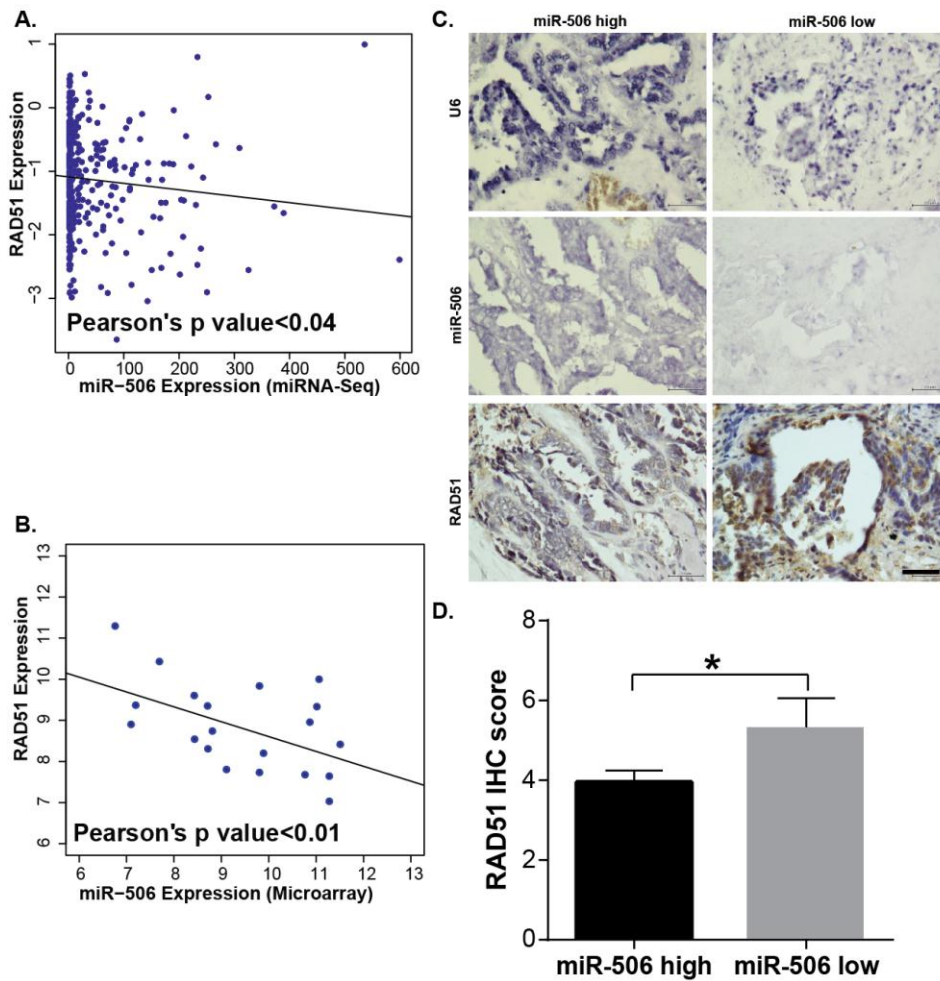 A.
RAD51 Expression
1
0
-1
-2
-3
Pearson's p value<0.04
0 100 200 300 400 500 600
miR−506 Expression (miRNA-Seq)
B.
RAD51 Expression
13
12
11
10
9
8
7
6
Pearson's p value<0.01
6 7 8 9 10 11 12 13
miR−506 Expression (Microarray)
C.
miR-506 high miR-506 low
U6
miR-506
RAD51
D.
RAD51 IHC score
8
6
4
2
0
*
miR-506 high miR-506 low